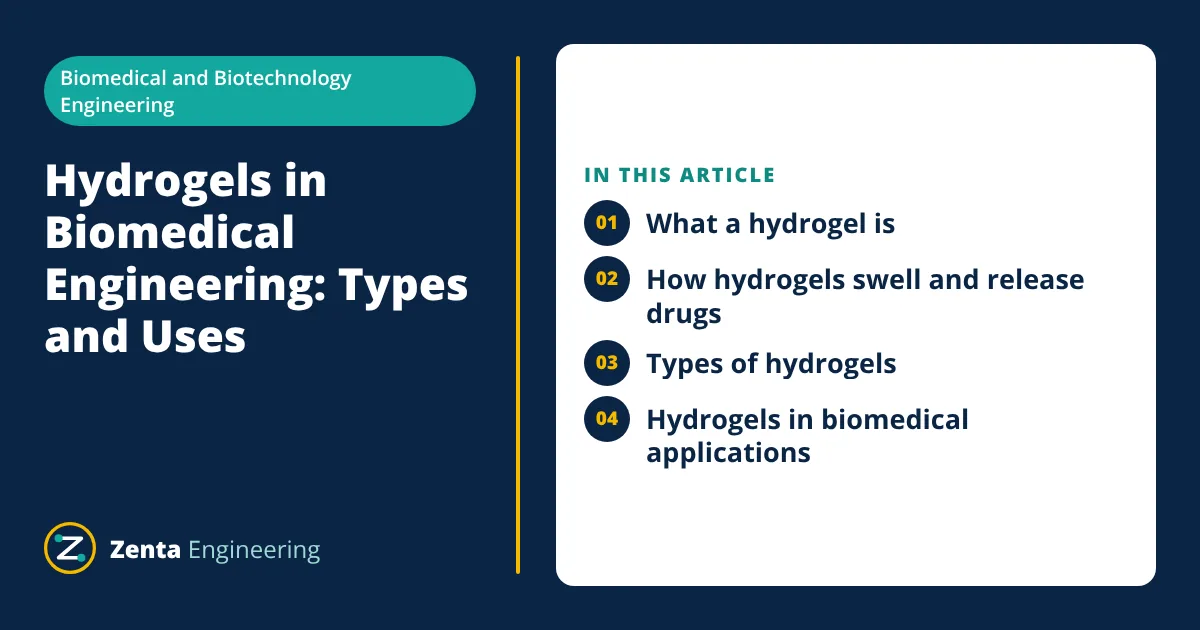 Biomedical and Biotechnology
Engineering
Hydrogels in
Biomedical
Engineering: Types
and Uses
Zenta Engineering
IN THIS ARTICLE
01 What a hydrogel is
02 How hydrogels swell and release
drugs
03 Types of hydrogels
04 Hydrogels in biomedical
applications